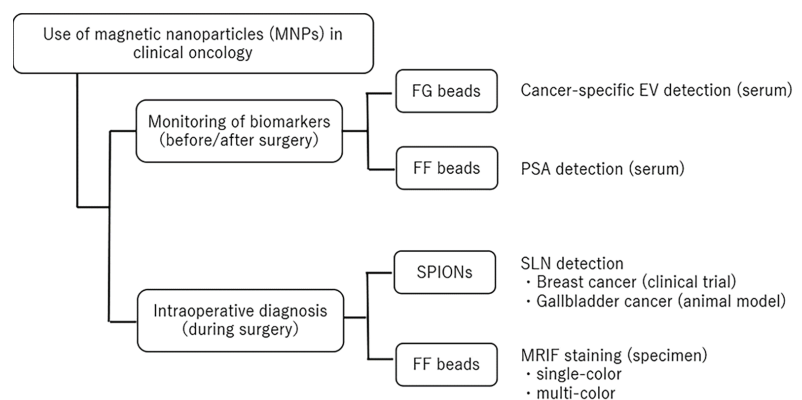 Use of magnetic nanoparticles (MNPs) in
clinical oncology
Monitoring of biomarkers
(before/after surgery)
FG beads
Cancer-specific EV detection (serum)
FF beads
PSA detection (serum)
Intraoperative diagnosis
(during surgery)
SPIONs
SLN detection
・Breast cancer (clinical trial)
・Gallbladder cancer (animal model)
FF beads
MRIF staining (specimen)
・single-color
・multi-color